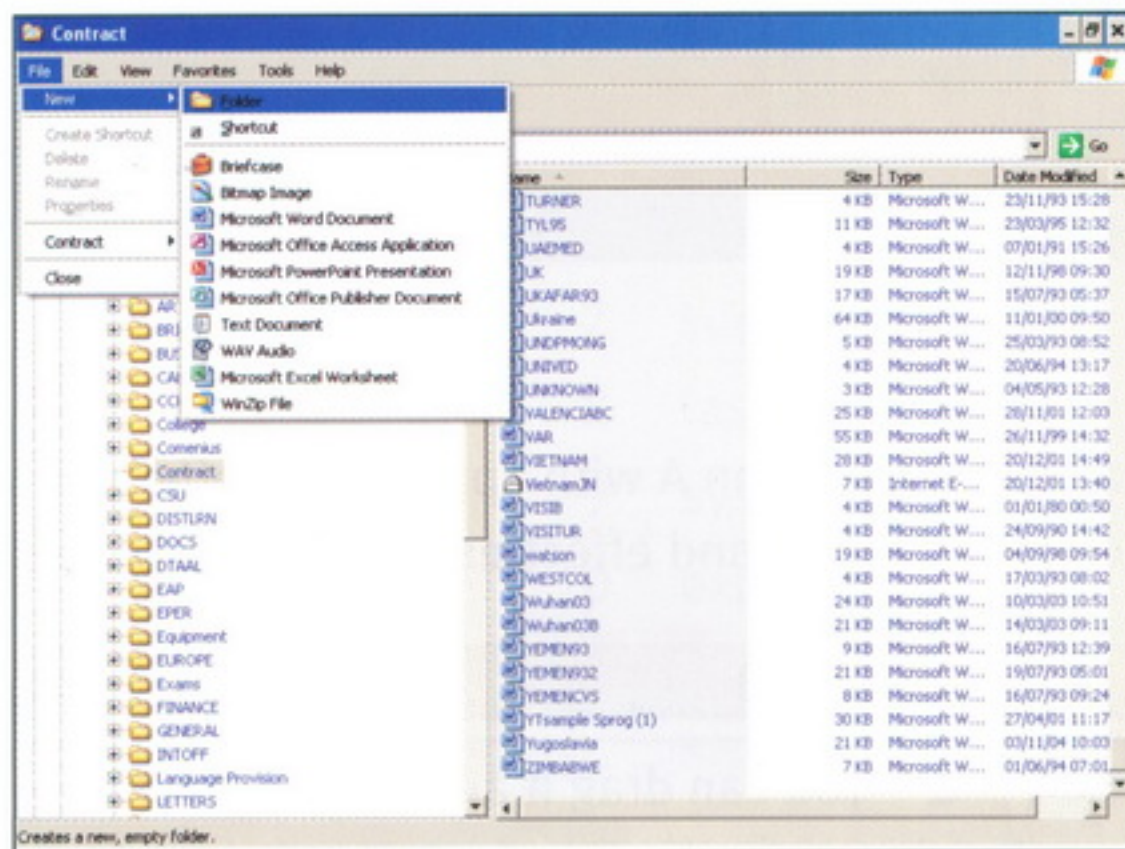 Contract
File Edit View Favorites Tools Help
New
Create Shortcut
Delete
Rename
Properties
Contract
Close
Folder
Shortcut
Briefcase
Bitmap Image
Microsoft Word Document
Microsoft Office Access Application
Microsoft PowerPoint Presentation
Microsoft Office Publisher Document
Text Document
WAV Audio
Microsoft Excel Worksheet
WinZip File
Go
AR
College
Comenius
Contract
CSU
DISTLRN
DOCS
DTAAL
EAP
EPER
Equipment
EUROPE
Exams
FINANCE
GENERAL
INTOFF
Language Provision
LETTERS
Size Type Date Modified
TURNER 4 KB Microsoft W... 23/11/93 15:28
TYL95 11 KB Microsoft W... 23/03/95 12:32
UAEMED 4 KB Microsoft W... 07/01/91 15:26
UK 19 KB Microsoft W... 12/11/98 09:30
UKAFAR93 17 KB Microsoft W... 15/07/93 05:37
Ukraine 64 KB Microsoft W... 11/01/00 09:50
UNDPMONG 5 KB Microsoft W... 25/03/93 08:52
UNIVED 4 KB Microsoft W... 20/06/94 13:17
UNKNOWN 3 KB Microsoft W... 04/05/93 12:28
VALENCIABC 25 KB Microsoft W... 28/11/01 12:03
VAR 55 KB Microsoft W... 26/11/99 14:32
VIETNAM 28 KB Microsoft W... 20/12/01 14:49
VietnamJN 7 KB Internet E-... 20/12/01 13:40
VISIB 4 KB Microsoft W... 01/01/80 00:50
VISITUR 4 KB Microsoft W... 24/09/90 14:42
watson 19 KB Microsoft W... 04/09/98 09:54
WESTCOL 4 KB Microsoft W... 17/03/93 08:02
Wuhan03 24 KB Microsoft W... 10/03/03 10:51
Wuhan03B 21 KB Microsoft W... 14/03/03 09:11
YEMEN93 9 KB Microsoft W... 16/07/93 12:39
YEMEN932 21 KB Microsoft W... 19/07/93 05:01
YEMENCVS 8 KB Microsoft W... 16/07/93 09:24
YTsample Sprog (1) 30 KB Microsoft W... 27/04/01 11:17
Yugoslavia 21 KB Microsoft W... 03/11/04 10:03
ZIMBABWE 7 KB Microsoft W... 01/06/94 07:01
Creates a new, empty folder.